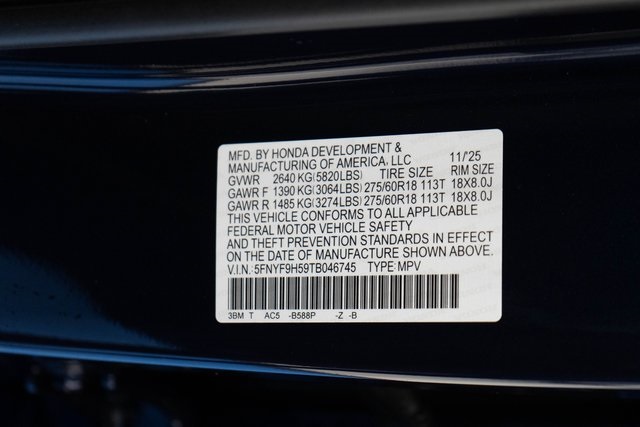 MFD. BY HONDA DEVELOPMENT &
MANUFACTURING OF AMERICA, LLC 11/'25
GVWR 2640 KG(5820LBS) TIRE SIZE RIM SIZE
GAWR F 1390 KG(3064LBS) 275/60R18 113T 18X8.0J
GAWR R 1485 KG(3274LBS) 275/60R18 113T 18X8.0J
THIS VEHICLE CONFORMS TO ALL APPLICABLE
FEDERAL MOTOR VEHICLE SAFETY
AND THEFT PREVENTION STANDARDS IN EFFECT
ON THE DATE OF MANUFACTURE SHOWN ABOVE.
V.I.N.: 5FNYF9H59TB046745 TYPE: MPV
3BM T AC5 -B588P -Z -B